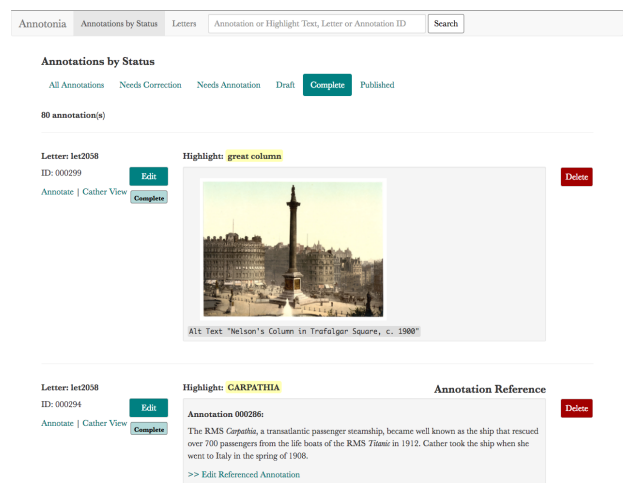 Annotonia Annotations by Status Letters Annotation or Highlight Text, Letter or Annotation ID Search
Annotations by Status
All Annotations Needs Correction Needs Annotation Draft Complete Published
80 annotation(s)
Letter: let2058 Highlight: great column
ID: 000299 Edit Delete
Annotate | Cather View Complete
Alt Text "Nelson's Column in Trafalgar Square, c. 1900"
Letter: let2058 Highlight: CARPATHIA Annotation Reference
ID: 000294 Edit Delete
Annotate | Cather View Complete
Annotation 000286:
The RMS Carpathia, a transatlantic passenger steamship, became well known as the ship that rescued
over 700 passengers from the life boats of the RMS Titanic in 1912. Cather took the ship when she
went to Italy in the spring of 1908.
>> Edit Referenced Annotation